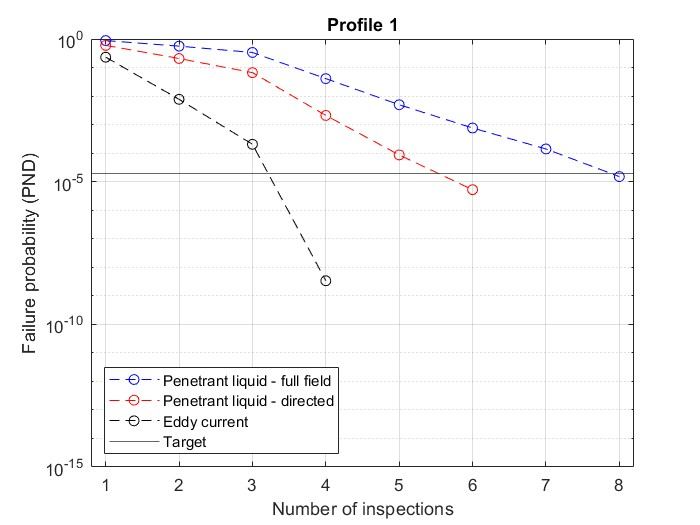 Profile 1
Failure probability (PND)
10^0
10^-5
10^-10
10^-15
Penetrant liquid - full field
Penetrant liquid - directed
Eddy current
Target
1 2 3 4 5 6 7 8
Number of inspections